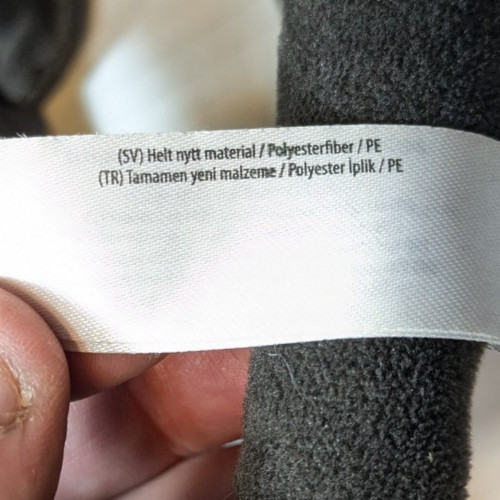 (SV) Helt nytt material / Polyesterfiber / PE
(TR) Tamamen yeni malzeme / Polyester İplik / PE